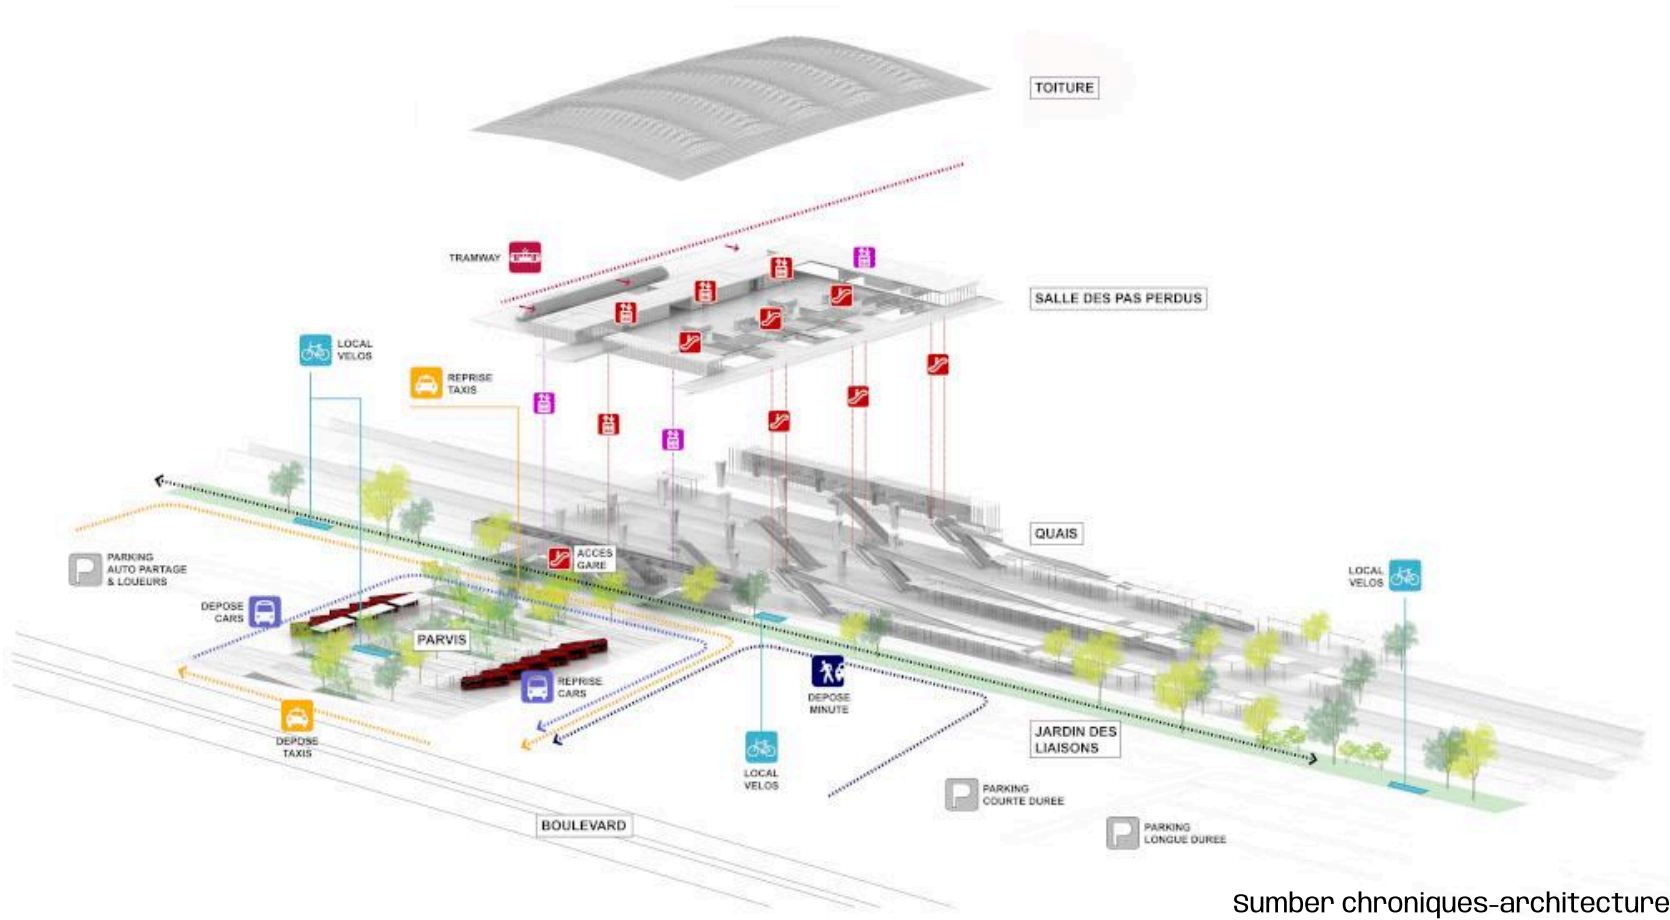 TOITURE
TRAMWAY
SALLE DES PAS PERDUS
LOCAL
VELOS
REPRISE
TAXIS
QUAIS
ACCES
GARE
PARKING
AUTO PARTAGE
& LOUEURS
LOCAL
VELOS
DEPOSE
CARS
PARVIS
REPRISE
CARS
DEPOSE
MINUTE
DEPOSE
TAXIS
JARDIN DES
LIAISONS
LOCAL
VELOS
PARKING
COURTE DUREE
BOULEVARD
PARKING
LONGUE DUREE
P
P
P
Sumber chroniques-architecture